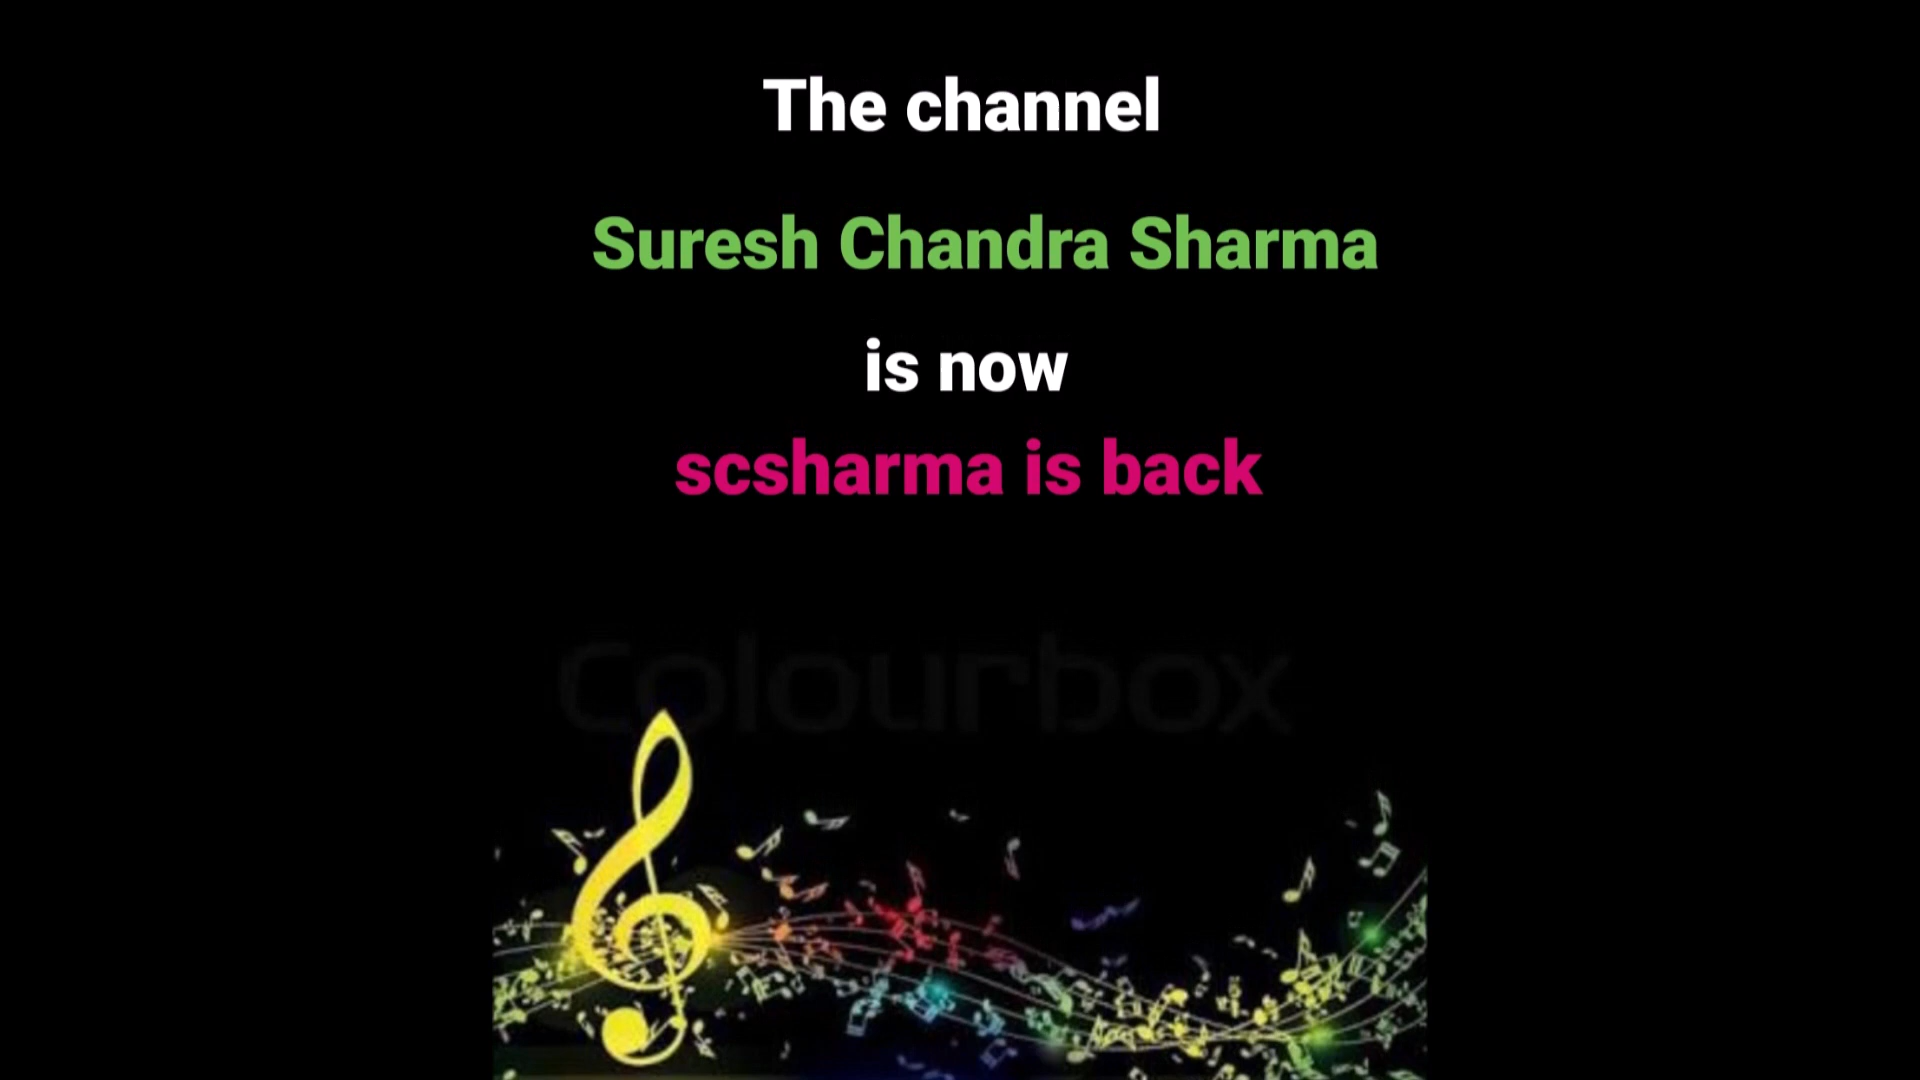 The channel
Suresh Chandra Sharma
is now
scsharma is back
colourbox